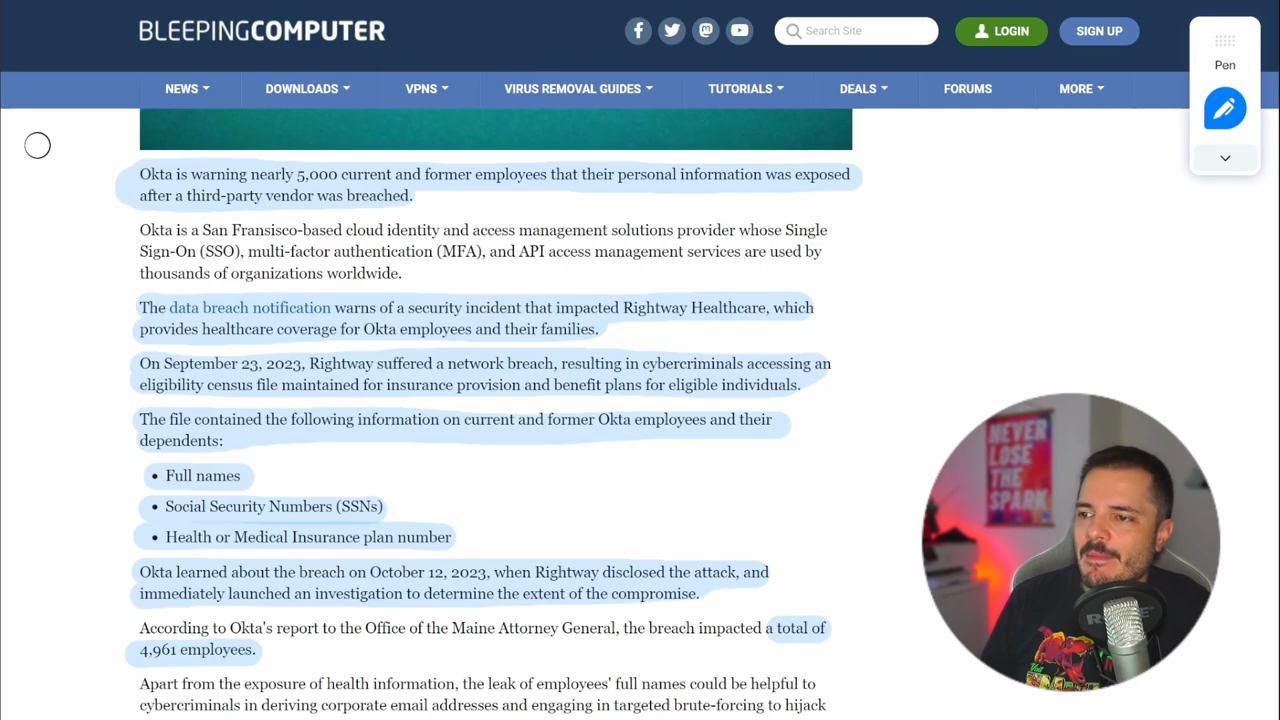 BLEEPINGCOMPUTER
Search Site
LOGIN
SIGN UP
Pen
NEWS
DOWNLOADS
VPNS
VIRUS REMOVAL GUIDES
TUTORIALS
DEALS
FORUMS
MORE
Okta is warning nearly 5,000 current and former employees that their personal information was exposed
after a third-party vendor was breached.
Okta is a San Fransisco-based cloud identity and access management solutions provider whose Single
Sign-On (SSO), multi-factor authentication (MFA), and API access management services are used by
thousands of organizations worldwide.
The data breach notification warns of a security incident that impacted Rightway Healthcare, which
provides healthcare coverage for Okta employees and their families.
On September 23, 2023, Rightway suffered a network breach, resulting in cybercriminals accessing an
eligibility census file maintained for insurance provision and benefit plans for eligible individuals.
The file contained the following information on current and former Okta employees and their
dependents:
• Full names
• Social Security Numbers (SSNs)
• Health or Medical Insurance plan number
Okta learned about the breach on October 12, 2023, when Rightway disclosed the attack, and
immediately launched an investigation to determine the extent of the compromise.
According to Okta's report to the Office of the Maine Attorney General, the breach impacted a total of
4,961 employees.
Apart from the exposure of health information, the leak of employees' full names could be helpful to
cybercriminals in deriving corporate email addresses and engaging in targeted brute-forcing to hijack
NEVER
LOSE
THE
SPARK